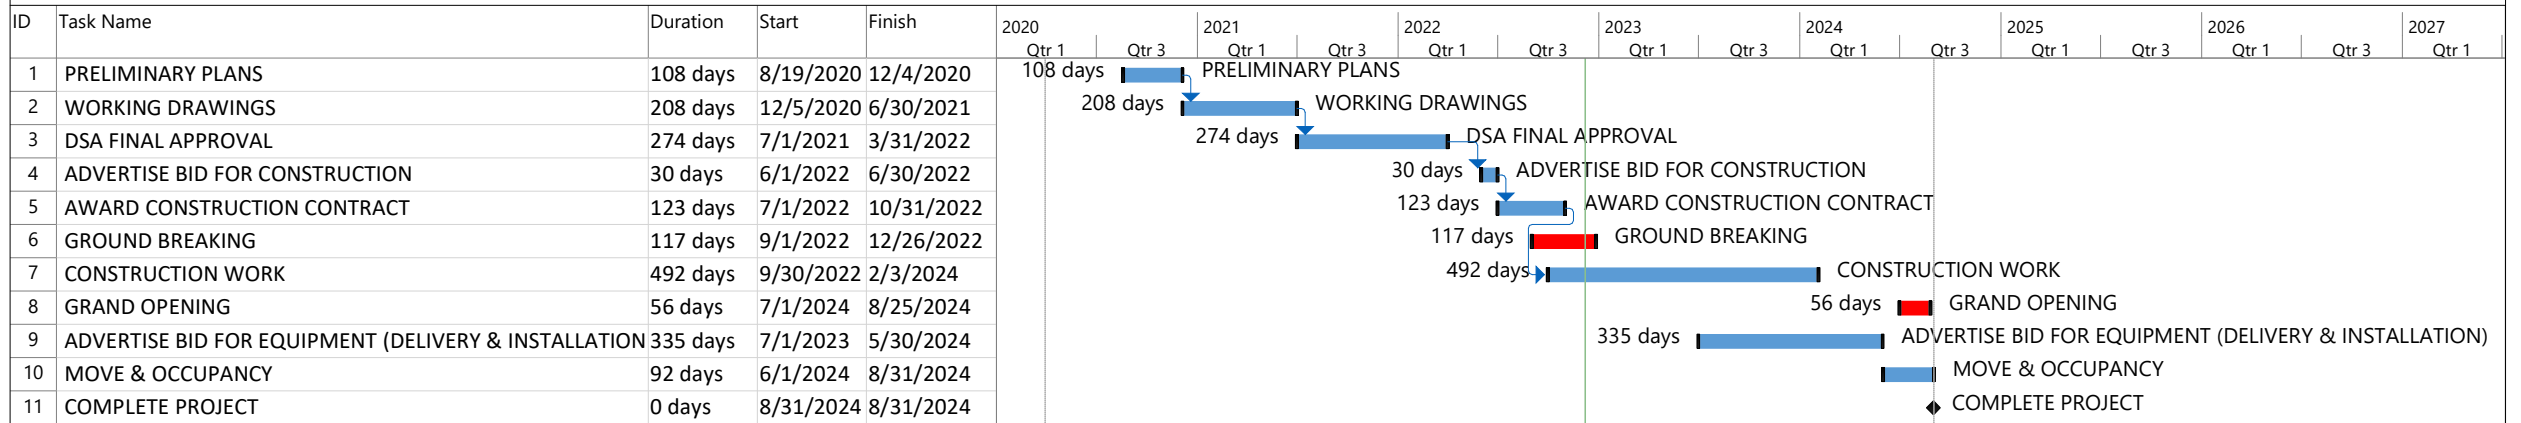 ID Task Name Duration Start Finish 2020 2021 2022 2023 2024 2025 2026 2027
Qtr 1 Qtr 3 Qtr 1 Qtr 3 Qtr 1 Qtr 3 Qtr 1 Qtr 3 Qtr 1 Qtr 3 Qtr 1 Qtr 3 Qtr 1 Qtr 3 Qtr 1
1 PRELIMINARY PLANS 108 days 8/19/2020 12/4/2020 108 days PRELIMINARY PLANS
2 WORKING DRAWINGS 208 days 12/5/2020 6/30/2021 208 days WORKING DRAWINGS
3 DSA FINAL APPROVAL 274 days 7/1/2021 3/31/2022 274 days DSA FINAL APPROVAL
4 ADVERTISE BID FOR CONSTRUCTION 30 days 6/1/2022 6/30/2022 30 days ADVERTISE BID FOR CONSTRUCTION
5 AWARD CONSTRUCTION CONTRACT 123 days 7/1/2022 10/31/2022 123 days AWARD CONSTRUCTION CONTRACT
6 GROUND BREAKING 117 days 9/1/2022 12/26/2022 117 days GROUND BREAKING
7 CONSTRUCTION WORK 492 days 9/30/2022 2/3/2024 492 days CONSTRUCTION WORK
8 GRAND OPENING 56 days 7/1/2024 8/25/2024 56 days GRAND OPENING
9 ADVERTISE BID FOR EQUIPMENT (DELIVERY & INSTALLATION 335 days 7/1/2023 5/30/2024 335 days ADVERTISE BID FOR EQUIPMENT (DELIVERY & INSTALLATION)
10 MOVE & OCCUPANCY 92 days 6/1/2024 8/31/2024 MOVE & OCCUPANCY
11 COMPLETE PROJECT 0 days 8/31/2024 8/31/2024 COMPLETE PROJECT